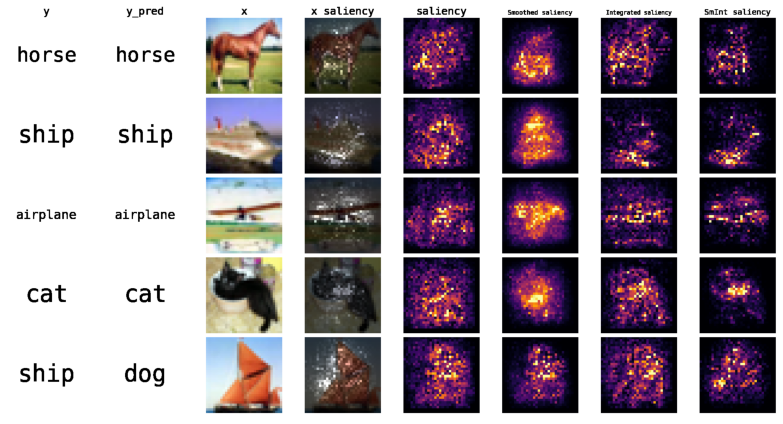 y y_pred x x saliency saliency Smoothed saliency Integrated saliency SmInt saliency
horse horse
ship ship
airplane airplane
cat cat
ship dog